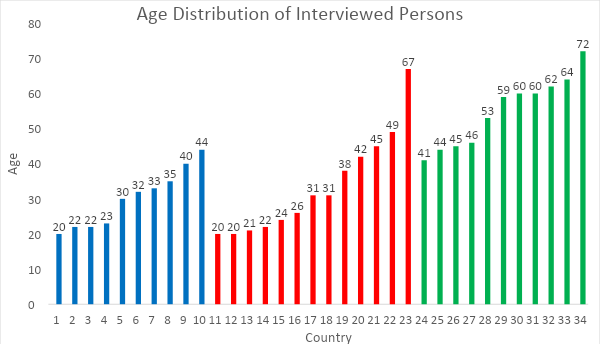 Age Distribution of Interviewed Persons
80
70
60
50
40
30
20
10
0
Age
20 22 22 23 30 32 33 35 40 44 20 20 21 22 24 26 31 31 38 42 45 49 67 41 44 45 46 53 59 60 60 62 64 72
1 2 3 4 5 6 7 8 9 10 11 12 13 14 15 16 17 18 19 20 21 22 23 24 25 26 27 28 29 30 31 32 33 34
Country